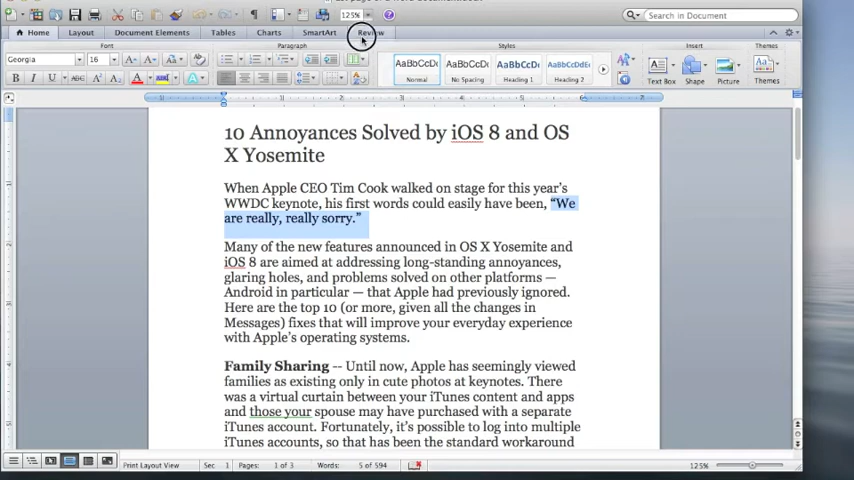 125%
Search in Document
Home Layout Document Elements Tables Charts SmartArt Review
Font Paragraph Styles Insert Themes
Georgia 16
AaBbCcDc AaBbCcDc AaBbCcDc AaBbCcDc
Normal No Spacing Heading 1 Heading 2 Text Box Shape Picture Themes
10 Annoyances Solved by iOS 8 and OS
X Yosemite
When Apple CEO Tim Cook walked on stage for this year’s
WWDC keynote, his first words could easily have been, “We
are really, really sorry.”
Many of the new features announced in OS X Yosemite and
iOS 8 are aimed at addressing long-standing annoyances,
glaring holes, and problems solved on other platforms —
Android in particular — that Apple had previously ignored.
Here are the top 10 (or more, given all the changes in
Messages) fixes that will improve your everyday experience
with Apple’s operating systems.
Family Sharing -- Until now, Apple has seemingly viewed
families as existing only in cute photos at keynotes. There
was a virtual curtain between your iTunes content and apps
and those your spouse may have purchased with a separate
iTunes account. Fortunately, it’s possible to log into multiple
iTunes accounts, so that has been the standard workaround
Print Layout View Sec 1 Pages: 1 of 3 Words: 5 of 594 125%